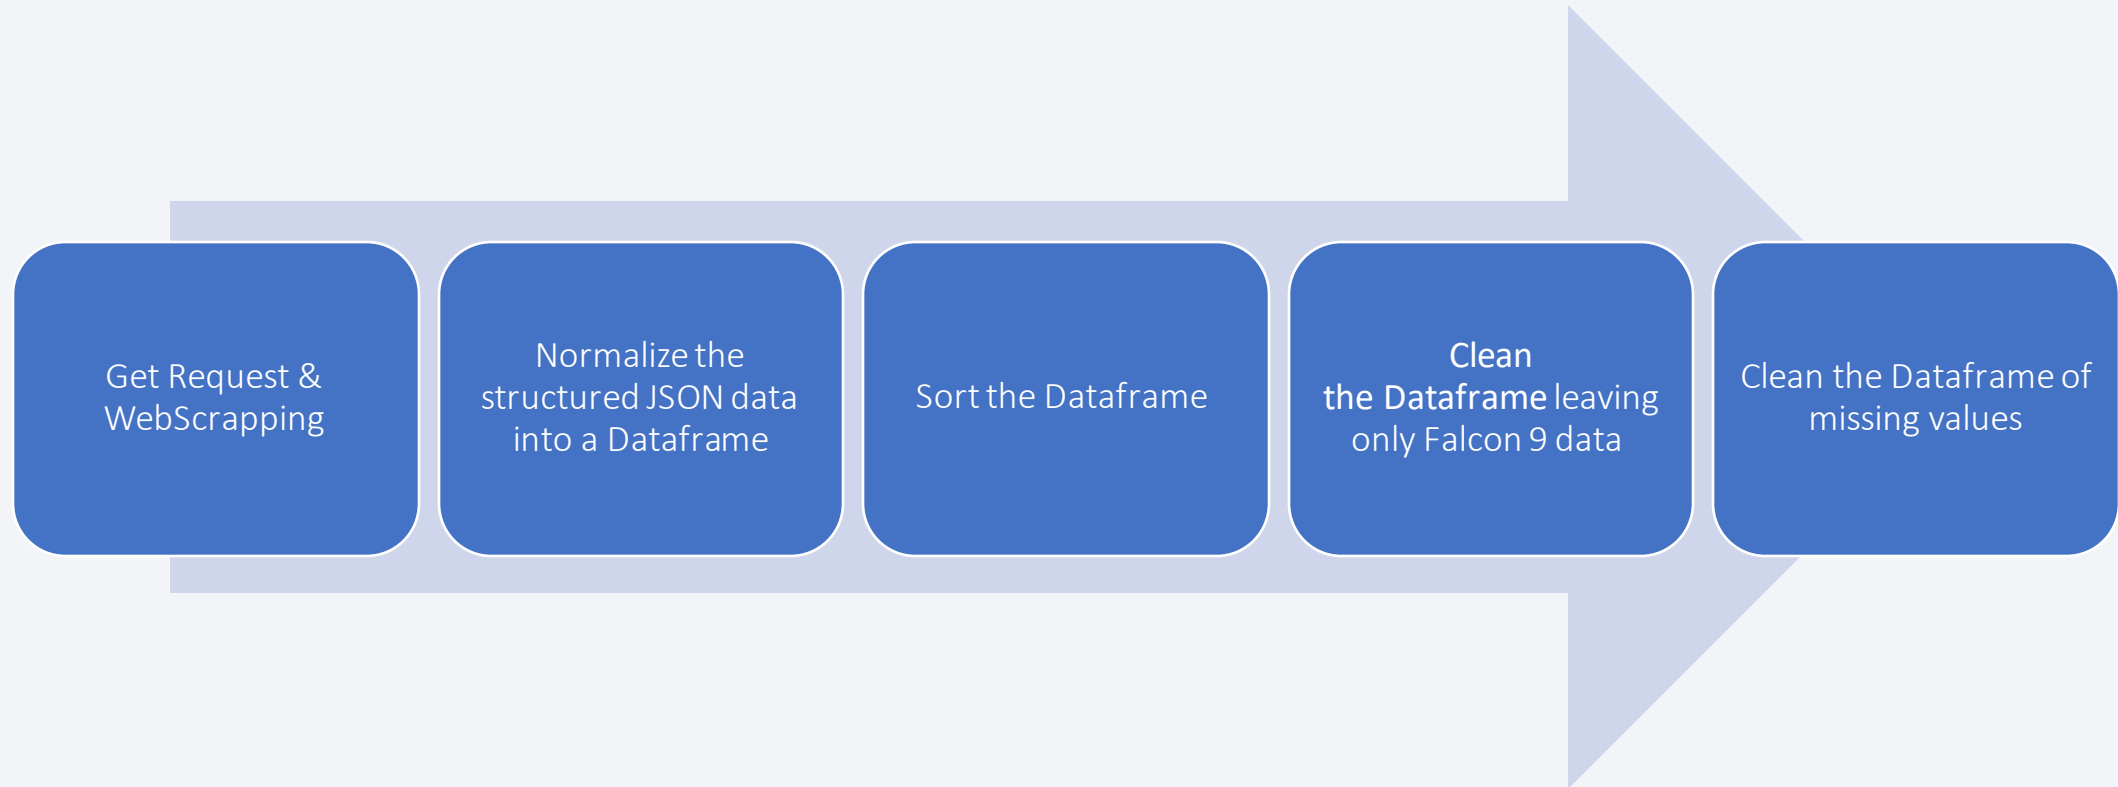 Get Request &
WebScrapping
Normalize the
structured JSON data
into a Dataframe
Sort the Dataframe
Clean
the Dataframe leaving
only Falcon 9 data
Clean the Dataframe of
missing values